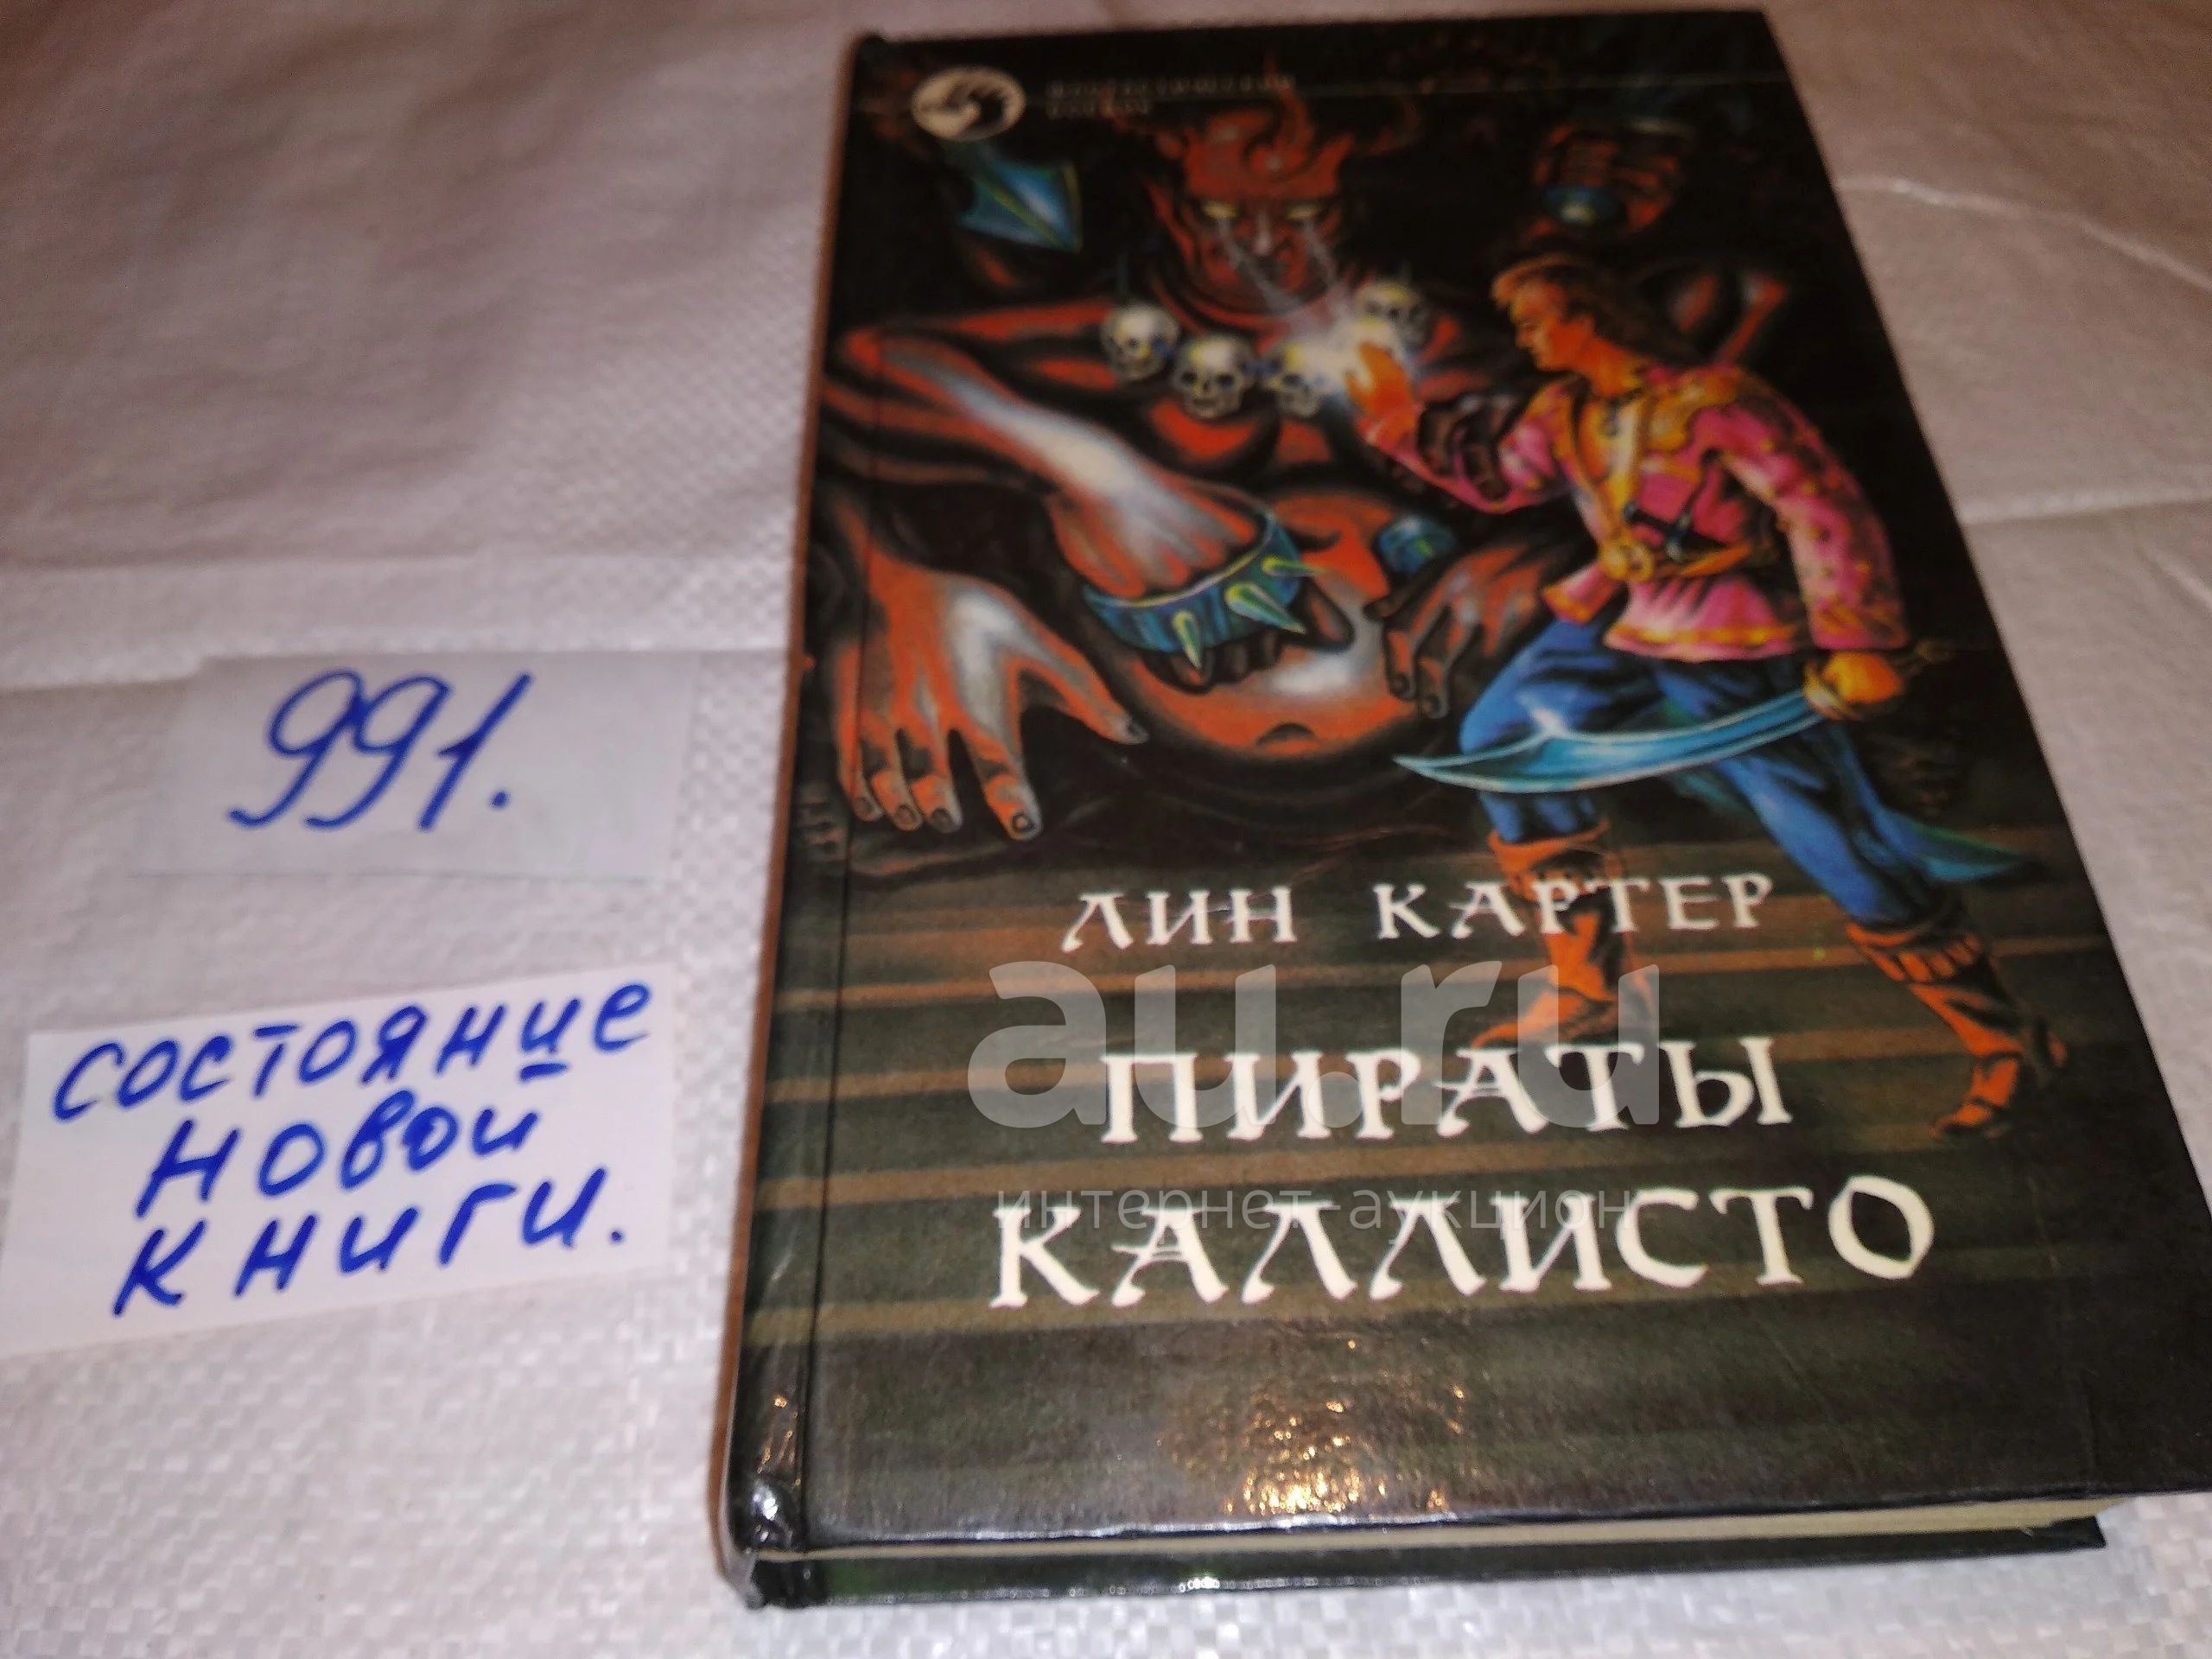 ЛИН КАРТЕР
ПИРАТЫ
КАЛЛИСТО
991.
состояние
новой
книги.
au.ru
интернет-аукцион